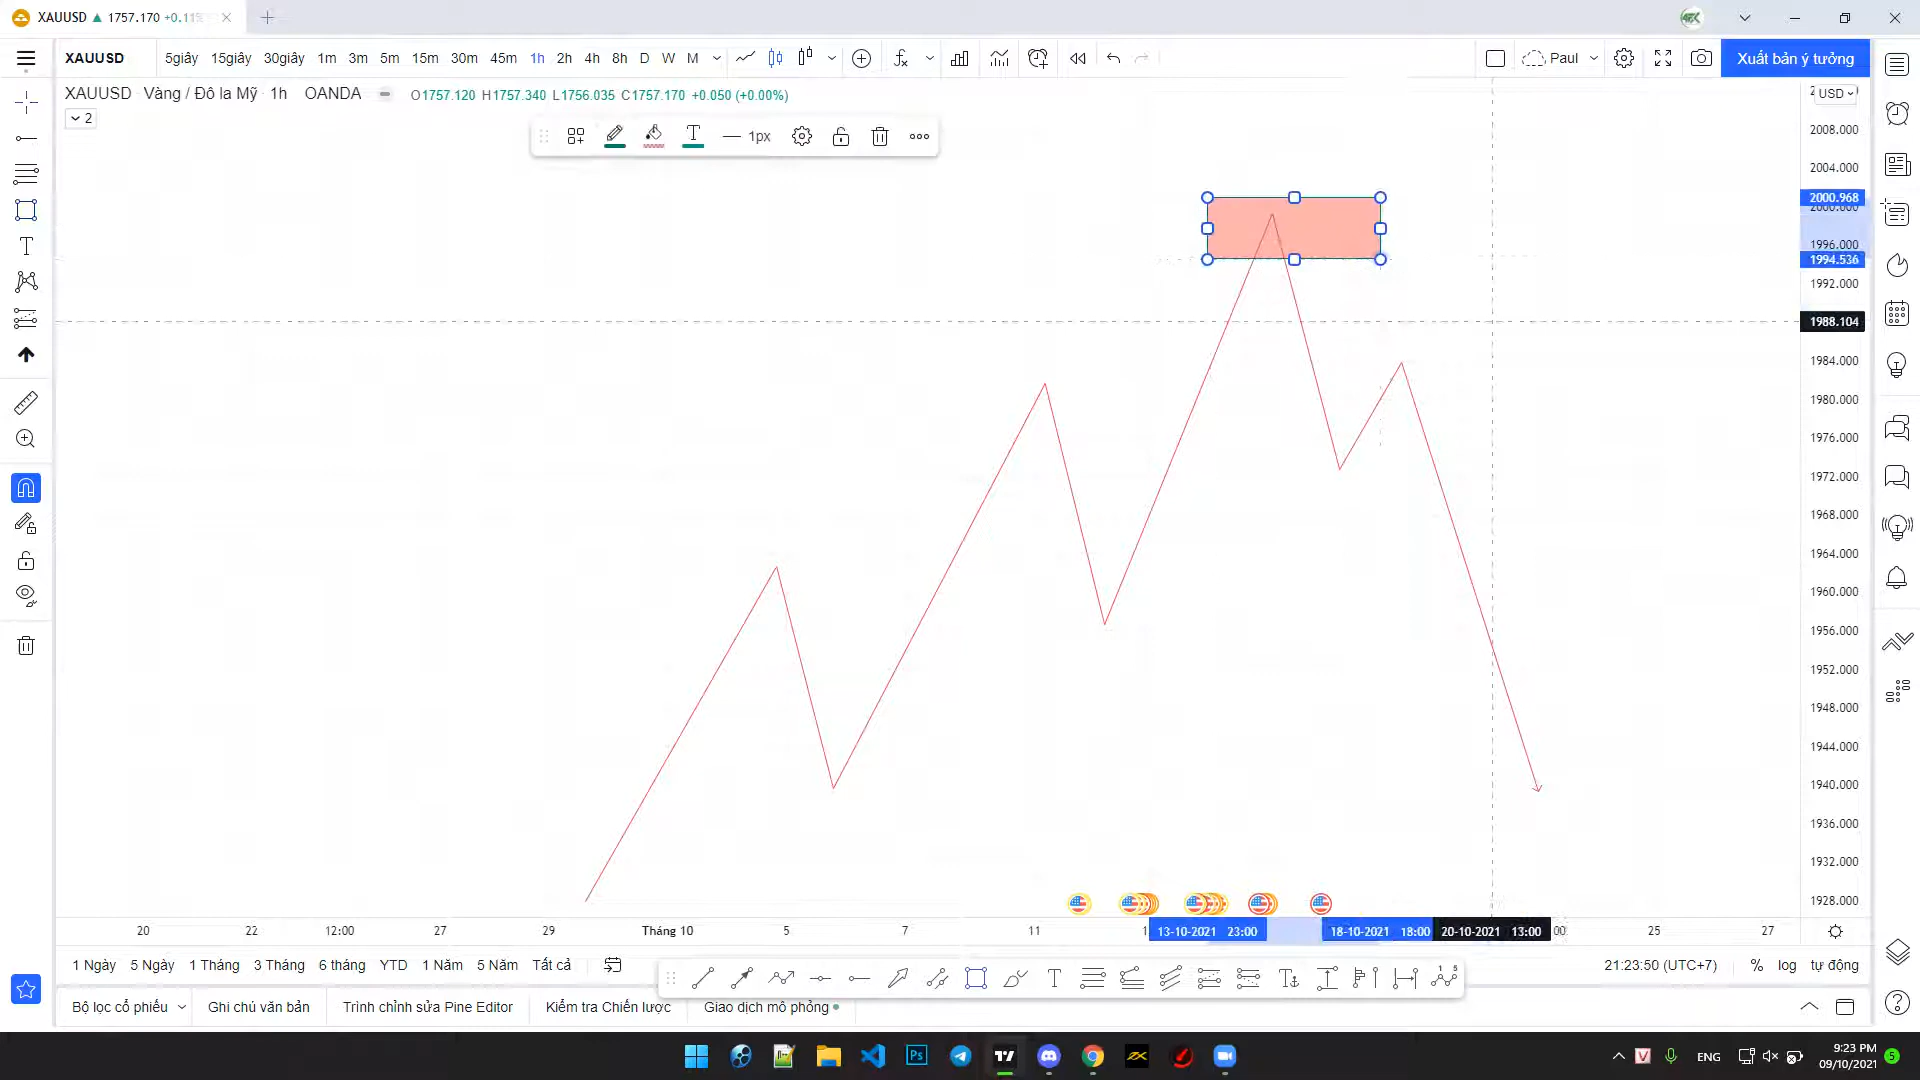 XAUUSD ▲ 1757.170 +0.11%
XAUUSD 5giây 15giây 30giây 1m 3m 5m 15m 30m 45m 1h 2h 4h 8h D W M Paul Xuất bản ý tưởng
XAUUSD · Vàng / Đô la Mỹ · 1h OANDA O1757.120 H1757.340 L1756.035 C1757.170 +0.050 (+0.00%)
USD
2
1px
2008.000
2004.000
2000.968
2000.000
1996.000
1994.536
1992.000
1988.104
1984.000
1980.000
1976.000
1972.000
1968.000
1964.000
1960.000
1956.000
1952.000
1948.000
1944.000
1940.000
1936.000
1932.000
1928.000
20 22 12:00 27 29 Tháng 10 5 7 11 13-10-2021 23:00 18-10-2021 18:00 20-10-2021 13:00 25 27
1 Ngày 5 Ngày 1 Tháng 3 Tháng 6 tháng YTD 1 Năm 5 Năm Tất cả 21:23:50 (UTC+7) % log tự động
Bộ lọc cổ phiếu Ghi chú văn bản Trình chỉnh sửa Pine Editor Kiểm tra Chiến lược Giao dịch mô phỏng
Ps
ENG
9:23 PM
09/10/2021
5